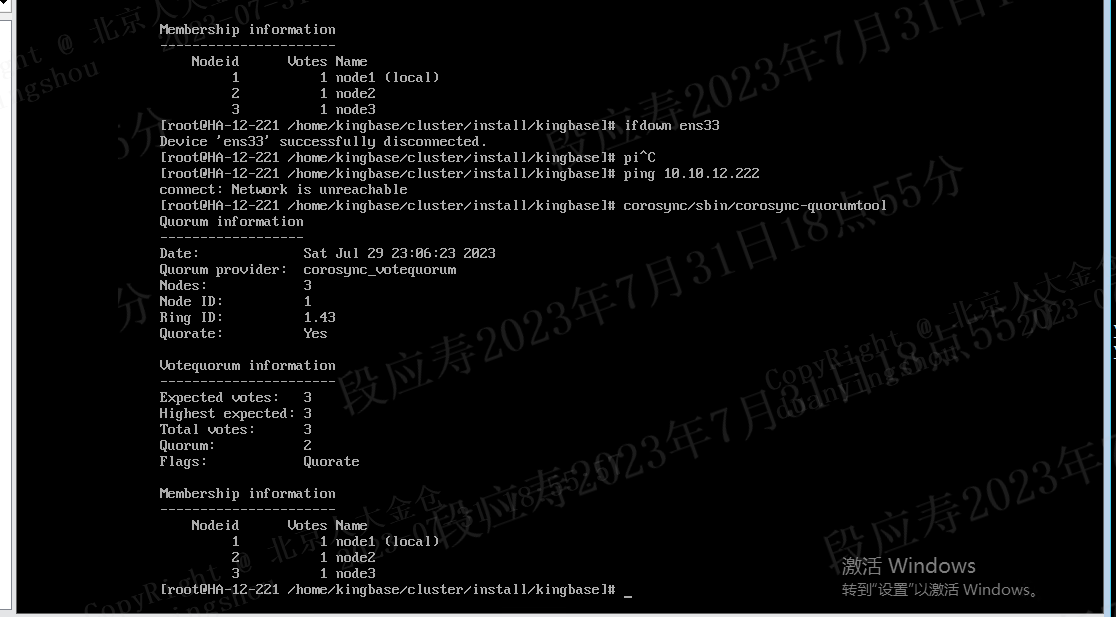 Membership information
----------------------
Nodeid Votes Name
1 1 node1 (local)
2 1 node2
3 1 node3
[root@HA-12-221 /home/kingbase/cluster/install/kingbase]# ifdown ens33
Device 'ens33' successfully disconnected.
[root@HA-12-221 /home/kingbase/cluster/install/kingbase]# pi^C
[root@HA-12-221 /home/kingbase/cluster/install/kingbase]# ping 10.10.12.222
connect: Network is unreachable
[root@HA-12-221 /home/kingbase/cluster/install/kingbase]# corosync/sbin/corosync-quorumtool
Quorum information
------------------
Date: Sat Jul 29 23:06:23 2023
Quorum provider: corosync_votequorum
Nodes: 3
Node ID: 1
Ring ID: 1.43
Quorate: Yes
Votequorum information
----------------------
Expected votes: 3
Highest expected: 3
Total votes: 3
Quorum: 2
Flags: Quorate
Membership information
----------------------
Nodeid Votes Name
1 1 node1 (local)
2 1 node2
3 1 node3
[root@HA-12-221 /home/kingbase/cluster/install/kingbase]# _
段应寿2023年7月31日18点55分
CopyRight @ 北京人大金仓
duanyingshou
激活 Windows
转到“设置”以激活 Windows。